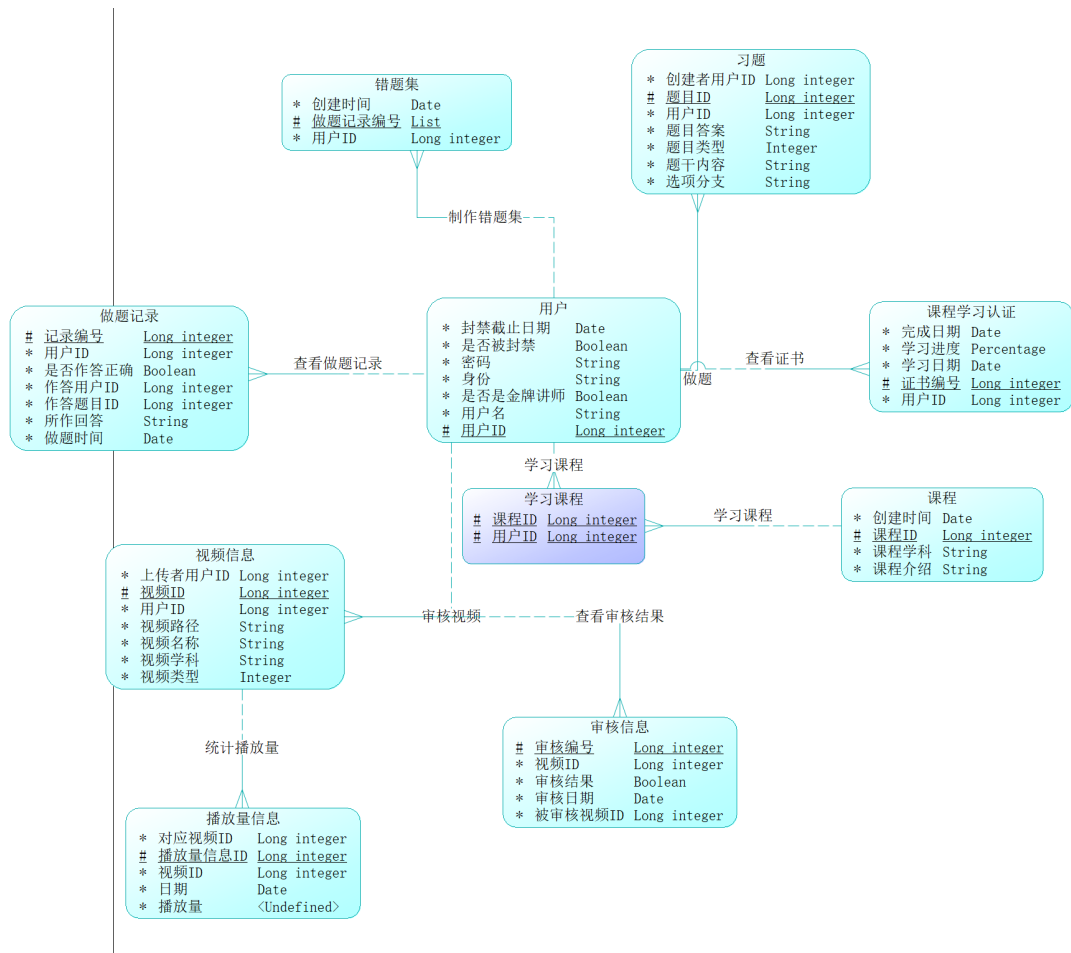 错题集
* 创建时间 Date
# 做题记录编号 List
* 用户ID Long integer
习题
* 创建者用户ID Long integer
# 题目ID Long integer
* 用户ID Long integer
* 题目答案 String
* 题目类型 Integer
* 题干内容 String
* 选项分支 String
制作错题集
做题记录
# 记录编号 Long integer
* 用户ID Long integer
* 是否作答正确 Boolean
* 作答用户ID Long integer
* 作答题目ID Long integer
* 所作回答 String
* 做题时间 Date
查看做题记录
用户
* 封禁截止日期 Date
* 是否被封禁 Boolean
* 密码 String
* 身份 String
* 是否是金牌讲师 Boolean
* 用户名 String
# 用户ID Long integer
做题
查看证书
课程学习认证
* 完成日期 Date
* 学习进度 Percentage
* 学习日期 Date
# 证书编号 Long integer
* 用户ID Long integer
学习课程
学习课程
# 课程ID Long integer
# 用户ID Long integer
学习课程
课程
* 创建时间 Date
# 课程ID Long integer
* 课程学科 String
* 课程介绍 String
视频信息
* 上传者用户ID Long integer
# 视频ID Long integer
* 用户ID Long integer
* 视频路径 String
* 视频名称 String
* 视频学科 String
* 视频类型 Integer
审核视频
查看审核结果
统计播放量
审核信息
# 审核编号 Long integer
* 视频ID Long integer
* 审核结果 Boolean
* 审核日期 Date
* 被审核视频ID Long integer
播放量信息
* 对应视频ID Long integer
# 播放量信息ID Long integer
* 视频ID Long integer
* 日期 Date
* 播放量 <Undefined>